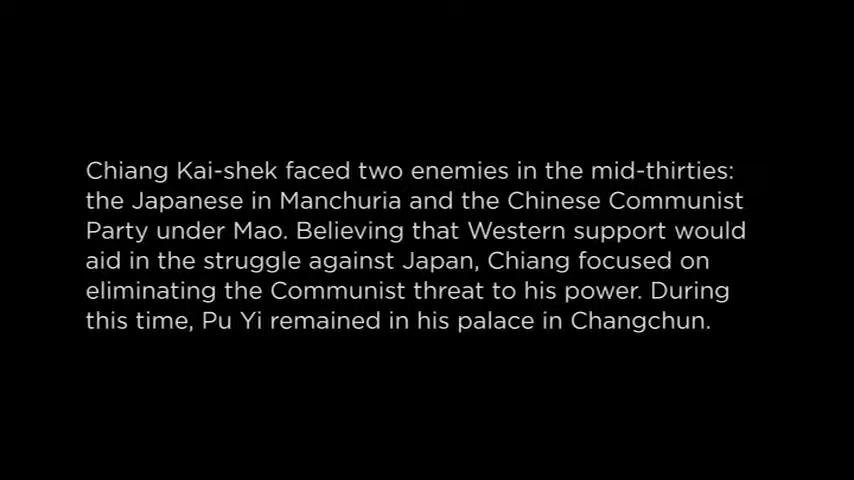 Chiang Kai-shek faced two enemies in the mid-thirties:
the Japanese in Manchuria and the Chinese Communist
Party under Mao. Believing that Western support would
aid in the struggle against Japan, Chiang focused on
eliminating the Communist threat to his power. During
this time, Pu Yi remained in his palace in Changchun.